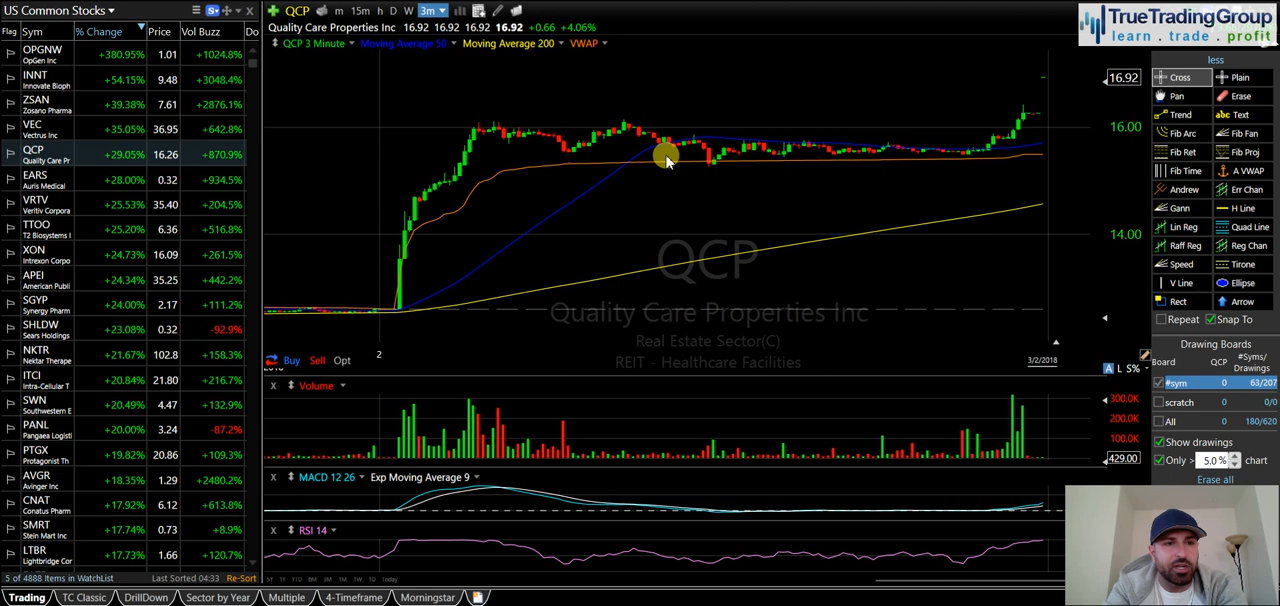 US Common Stocks
Flag Sym % Change Price Vol Buzz Do
OPGNW +380.95% 1.01 +1024.8%
OpGen Inc
INNT +54.15% 9.48 +3048.4%
Innovate Bioph
ZSAN +39.38% 7.61 +2876.1%
Zosano Pharma
VEC +35.05% 36.95 +642.8%
Vectrus Inc
QCP +29.05% 16.26 +870.9%
Quality Care Pr
EARS +28.00% 0.32 +934.5%
Auris Medical
VRTV +25.53% 35.40 +204.5%
Veritiv Corpora
TTOO +25.20% 6.36 +516.8%
T2 Biosystems I
XON +24.73% 16.09 +261.5%
Intrexon Corpo
APEI +24.34% 35.25 +442.2%
American Publi
SGYP +24.00% 2.17 +111.2%
Synergy Pharm
SHLDW +23.08% 0.32 -92.9%
Sears Holdings
NKTR +21.67% 102.8 +158.3%
Nektar Therape
ITCI +20.84% 21.80 +216.7%
Intra-Cellular T
SWN +20.49% 4.47 +132.9%
Southwestern E
PANL +20.00% 3.24 -87.2%
Pangaea Logisti
PTGX +19.82% 20.86 +109.3%
Protagonist Th
AVGR +18.35% 1.29 +2480.2%
Avinger Inc
CNAT +17.92% 6.12 +613.8%
Conatus Pharm
SMRT +17.74% 0.73 +8.9%
Stein Mart Inc
LTBR +17.73% 1.66 +120.7%
Lightbridge Cor
5 of 4888 Items in WatchList Last Sorted 04:33 Re-Sort
Trading TC Classic DrillDown Sector by Year Multiple 4-Timeframe Morningstar
QCP m 15m h D W 3m
Quality Care Properties Inc 16.92 16.92 16.92 16.92 +0.66 +4.06%
QCP 3 Minute Moving Average 50 Moving Average 200 VWAP
16.92
16.00
14.00
QCP
Quality Care Properties Inc
Real Estate Sector(C)
REIT - Healthcare Facilities
Buy Sell Opt
2
3/2/2018
A L S%
Volume
300.0K
200.0K
100.0K
429.00
MACD 12 26 Exp Moving Average 9
RSI 14
Today
TrueTradingGroup
learn . trade . profit
less
Cross Plain
Pan Erase
Trend abc Text
Fib Arc Fib Fan
Fib Ret Fib Proj
Fib Time A VWAP
Andrew Err Chan
Gann H Line
Lin Reg Quad Line
Raff Reg Reg Chan
Speed Tirone
V Line Ellipse
Rect Arrow
Repeat Snap To
Drawing Boards
Board QCP #Syms/
Drawings
#sym 0 63/207
scratch 0 0/0
All 0 180/620
Show drawings
Only > 5.0% chart
Erase all